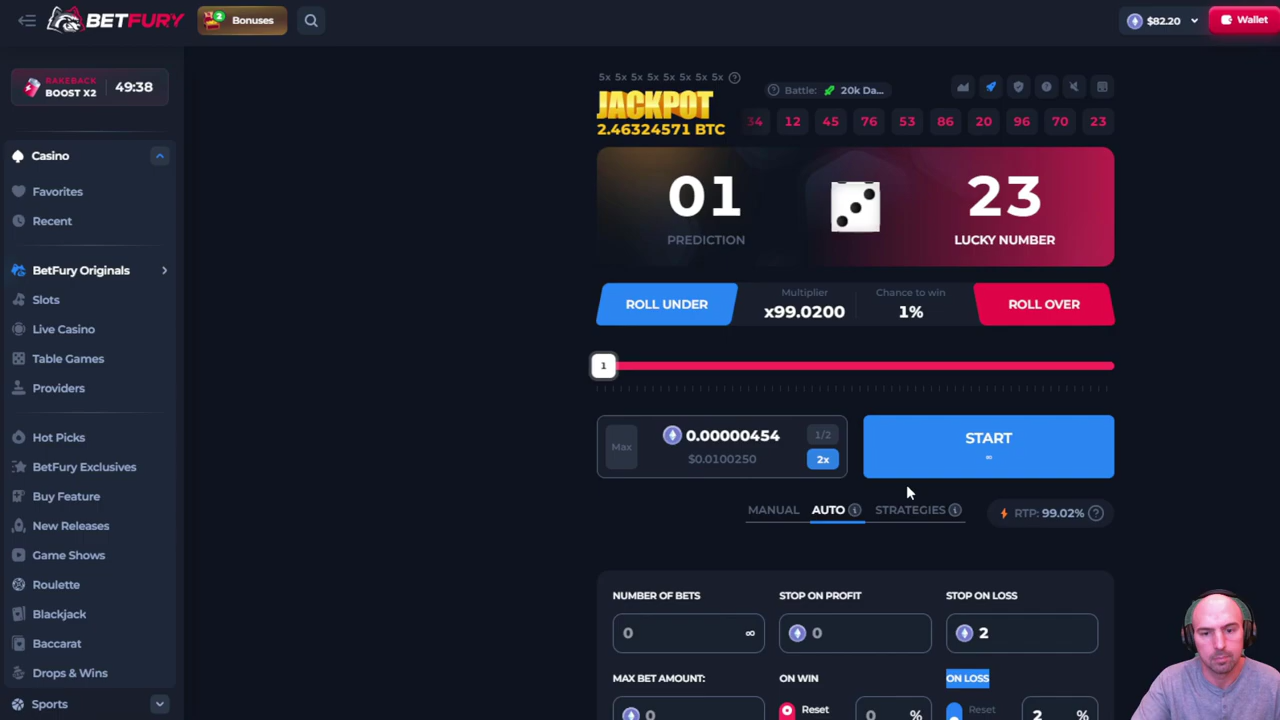 BETFURY
2
Bonuses
$82.20
Wallet
RAKEBACK
BOOST X2
49:38
Casino
Favorites
Recent
BetFury Originals
Slots
Live Casino
Table Games
Providers
Hot Picks
BetFury Exclusives
Buy Feature
New Releases
Game Shows
Roulette
Blackjack
Baccarat
Drops & Wins
Sports
5x 5x 5x 5x 5x 5x 5x 5x ?
JACKPOT
2.46324571 BTC
? Battle: 20k Da...
34 12 45 76 53 86 20 96 70 23
01
PREDICTION
23
LUCKY NUMBER
ROLL UNDER
Multiplier
x99.0200
Chance to win
1%
ROLL OVER
1
Max
0.00000454
$0.0100250
1/2
2x
START
∞
MANUAL AUTO i STRATEGIES i RTP: 99.02% ?
NUMBER OF BETS STOP ON PROFIT STOP ON LOSS
0 ∞ 0 2
MAX BET AMOUNT: ON WIN ON LOSS
0 Reset 0 % Reset 2 %